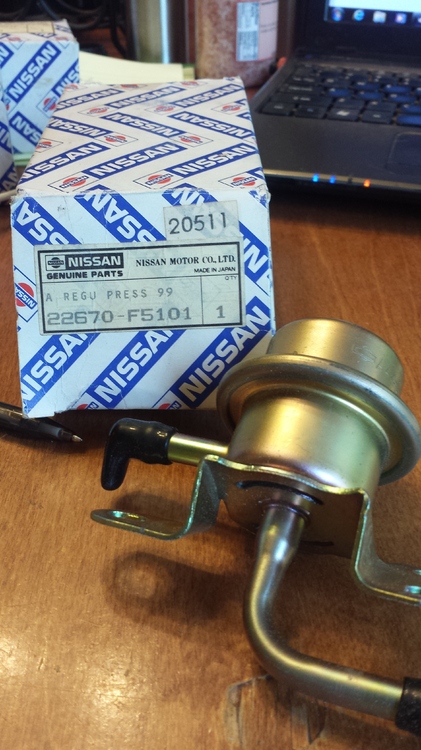 NISSAN
NISSAN
NISSAN
NISSAN
NISSAN
NISSAN
20511
NISSAN
GENUINE PARTS
NISSAN MOTOR CO., LTD.
MADE IN JAPAN
QTY
A REGU PRESS 99
22670-F5101
1
NISSAN
NISSAN